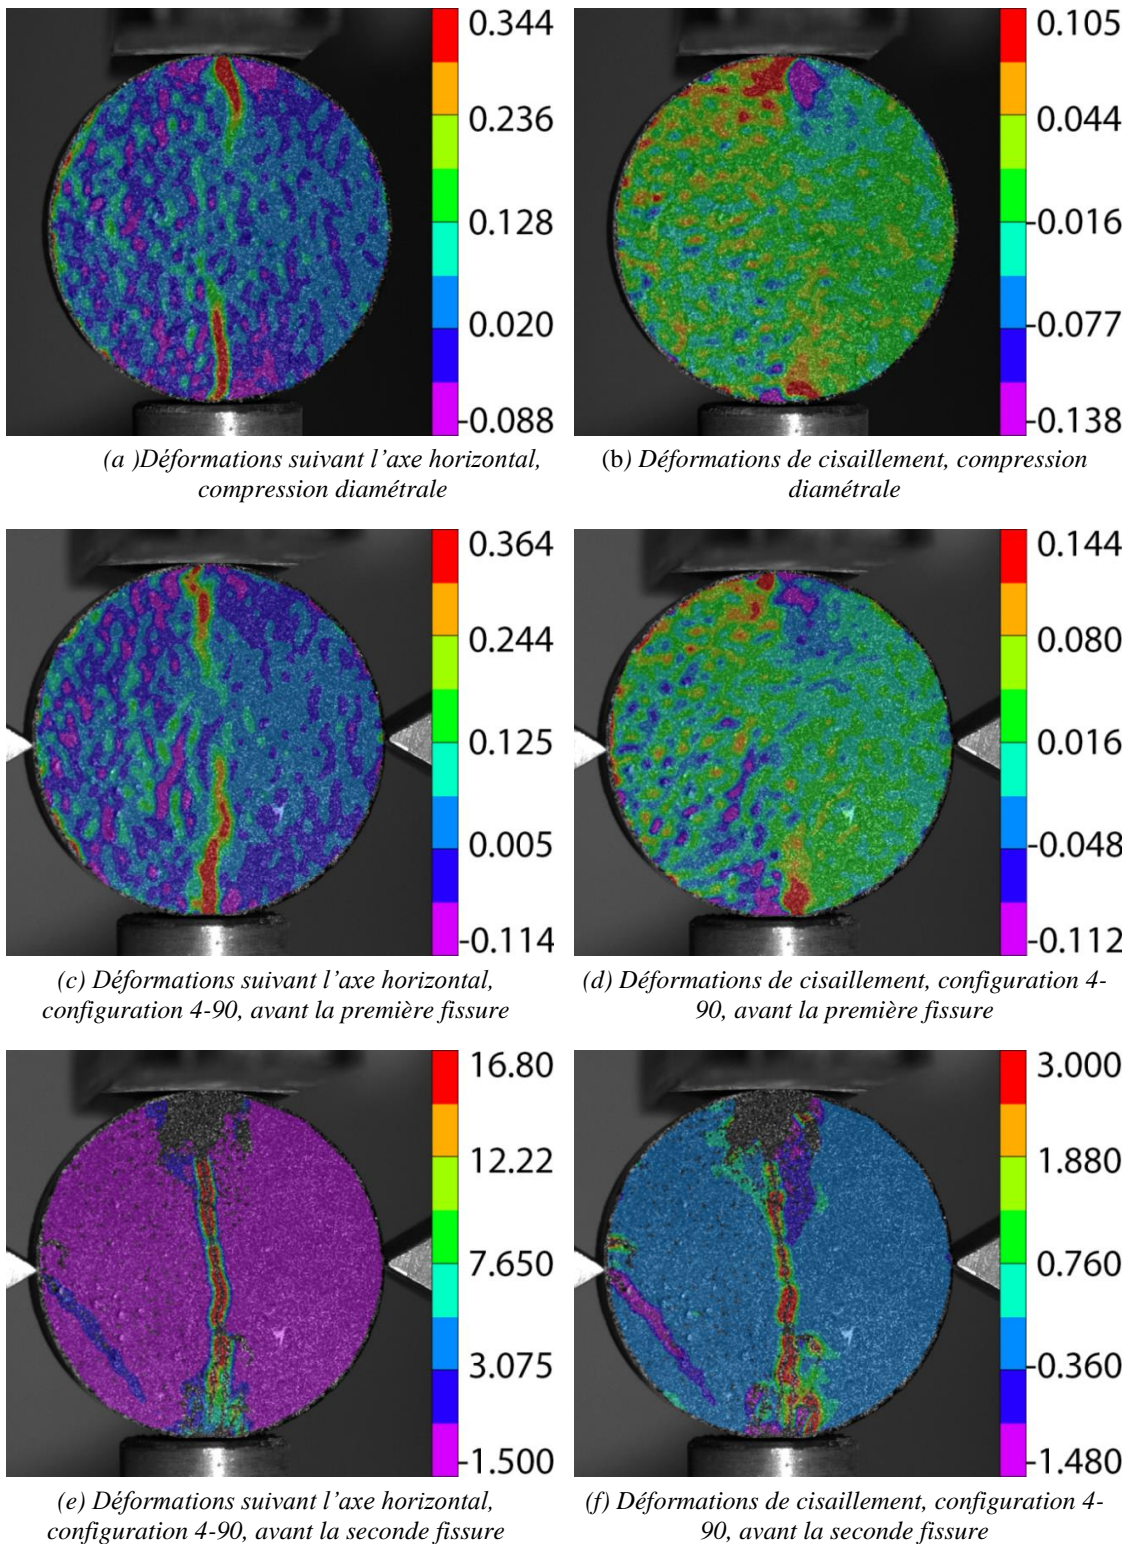 0.344
0.236
0.128
0.020
-0.088
0.105
0.044
-0.016
-0.077
-0.138
(a )Déformations suivant l’axe horizontal,
compression diamétrale
(b) Déformations de cisaillement, compression
diamétrale
0.364
0.244
0.125
0.005
-0.114
0.144
0.080
0.016
-0.048
-0.112
(c) Déformations suivant l’axe horizontal,
configuration 4-90, avant la première fissure
(d) Déformations de cisaillement, configuration 4-
90, avant la première fissure
16.80
12.22
7.650
3.075
-1.500
3.000
1.880
0.760
-0.360
-1.480
(e) Déformations suivant l’axe horizontal,
configuration 4-90, avant la seconde fissure
(f) Déformations de cisaillement, configuration 4-
90, avant la seconde fissure